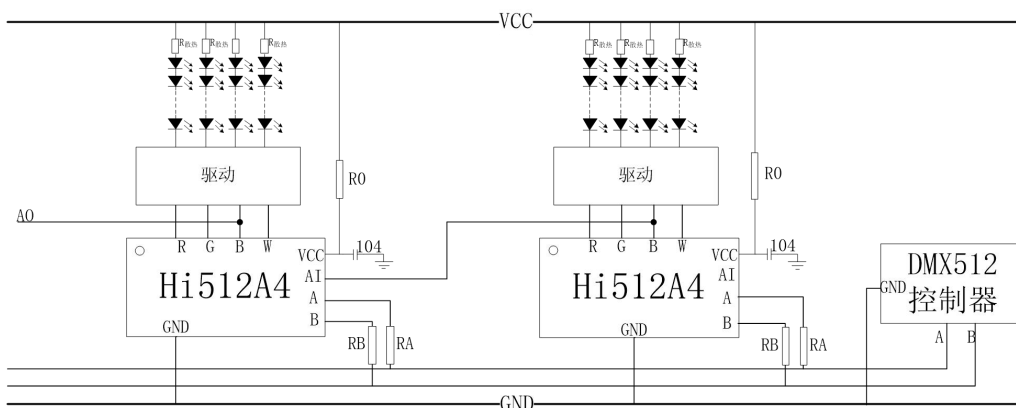 VCC
R散热 R散热 R散热
R散热 R散热 R散热
驱动
驱动
R0
R0
AO
R G B W
R G B W
VCC
104
VCC
104
AI
AI
Hi512A4
Hi512A4
A
A
B
B
GND
GND
RB RA
RB RA
DMX512
GND
控制器
A B
GND